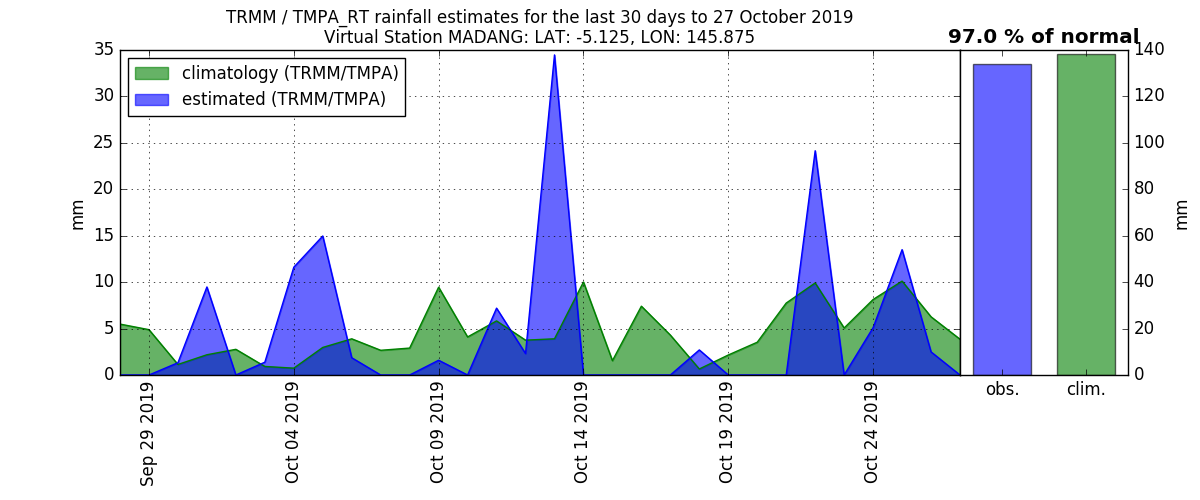 TRMM / TMPA_RT rainfall estimates for the last 30 days to 27 October 2019
Virtual Station MADANG: LAT: -5.125, LON: 145.875
97.0 % of normal
climatology (TRMM/TMPA)
estimated (TRMM/TMPA)
35
30
25
20
15
10
5
0
mm
140
120
100
80
60
40
20
0
mm
obs.
clim.
Sep 29 2019
Oct 04 2019
Oct 09 2019
Oct 14 2019
Oct 19 2019
Oct 24 2019